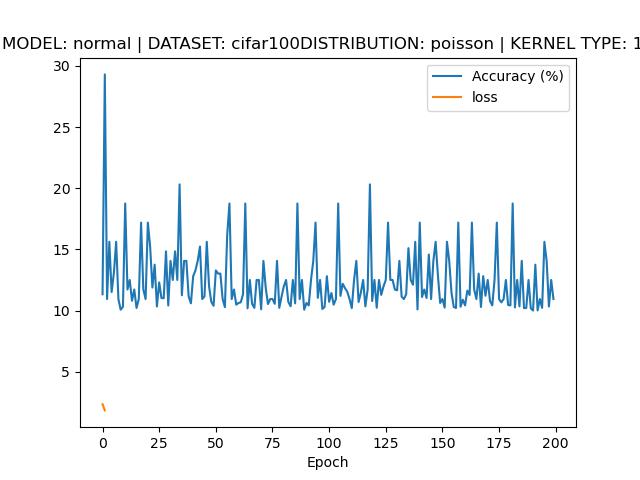 MODEL: normal | DATASET: cifar100DISTRIBUTION: poisson | KERNEL TYPE: 1
Accuracy (%)
loss
30
25
20
15
10
5
0 25 50 75 100 125 150 175 200
Epoch